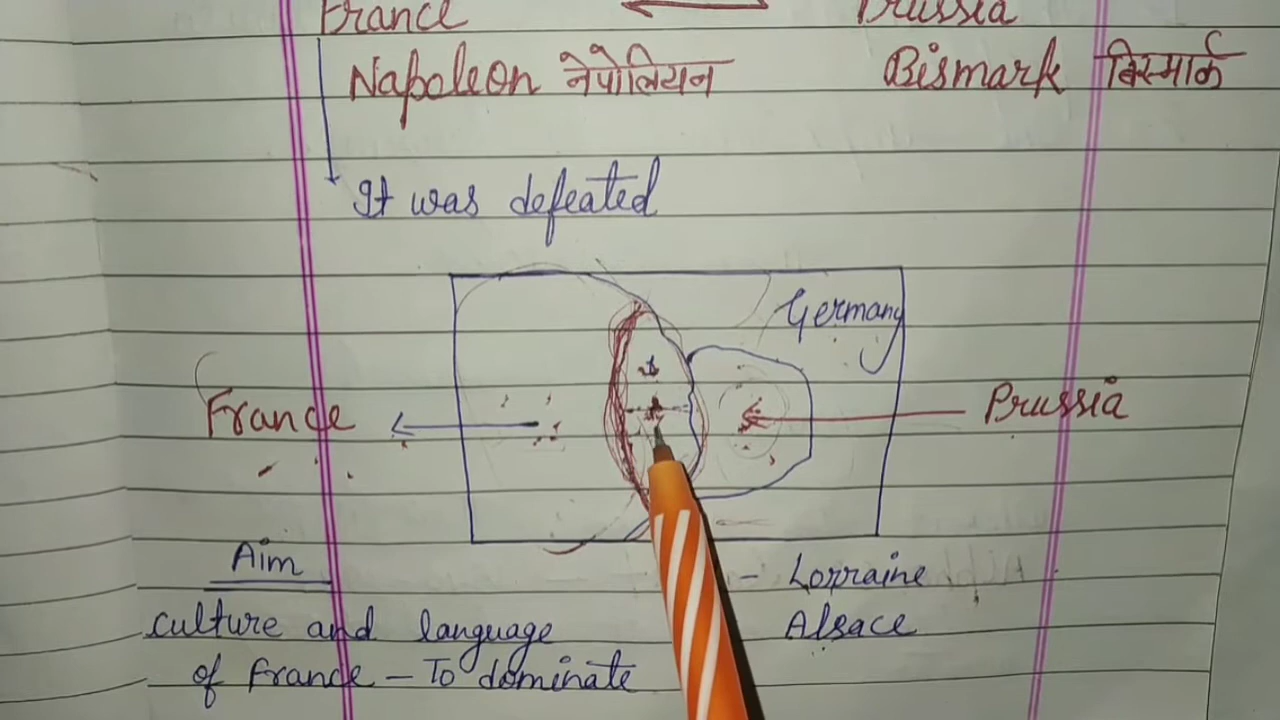 France Prussia
Napoleon नेपोलियन Bismark बिस्मार्क
It was defeated
Germany
France Prussia
Aim
- Lorraine
culture and language Alsace
of France - To dominate